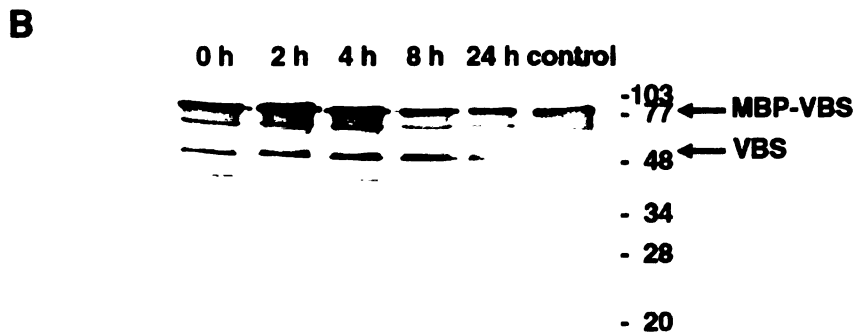 B
0 h 2 h 4 h 8 h 24 h control
-103
- 77 MBP-VBS
VBS
- 48
- 34
- 28
- 20